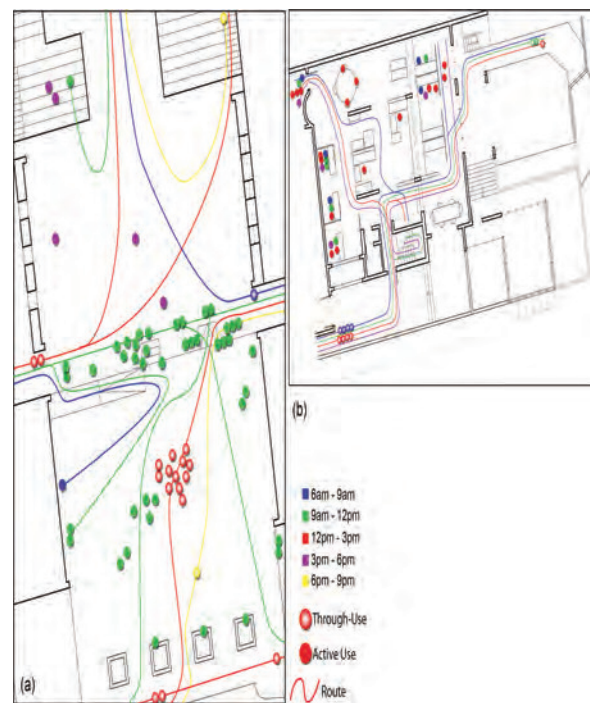 (a)
(b)
6am - 9am
9am - 12pm
12pm - 3pm
3pm - 6pm
6pm - 9pm
Through-Use
Active Use
Route